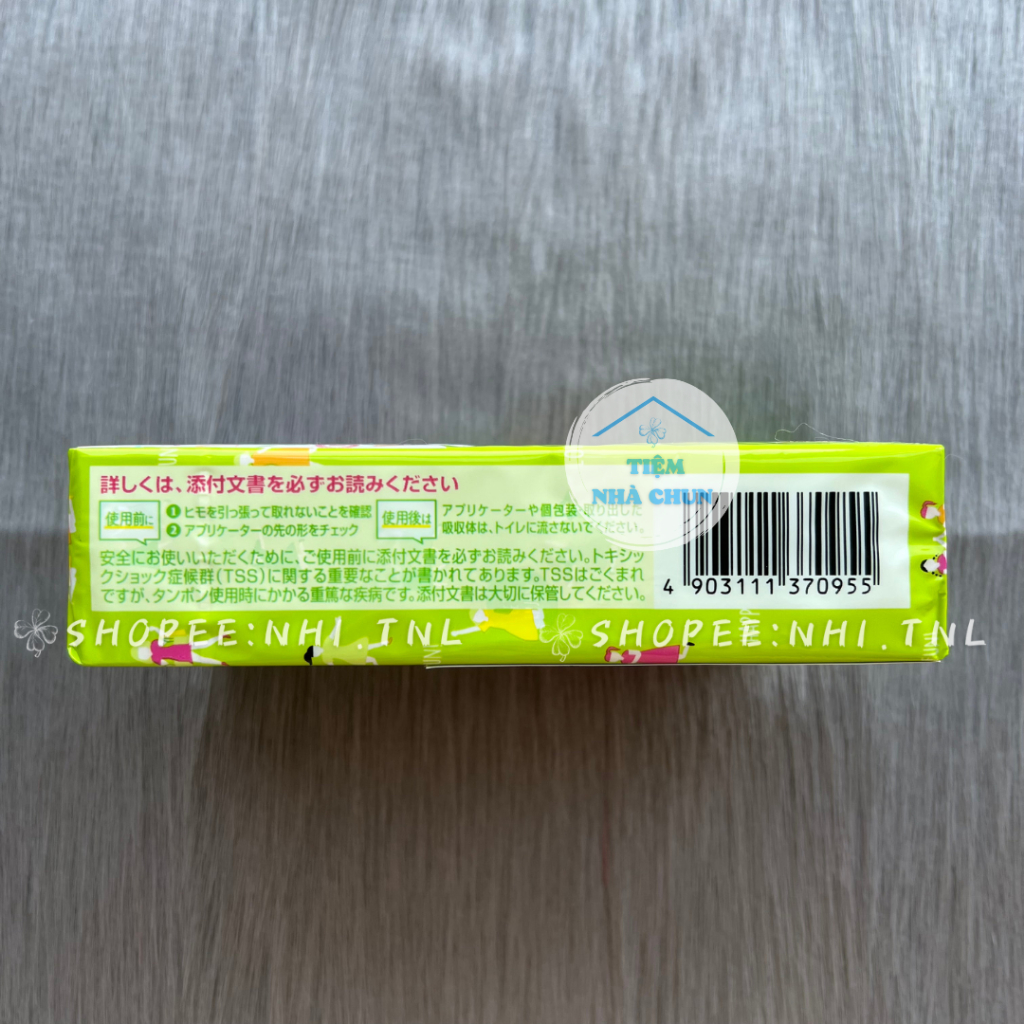 詳しくは、添付文書を必ずお読みください
使用前に
❶ ヒモを引っ張って取れないことを確認
❷ アプリケーターの先の形をチェック
使用後は
アプリケーターや個包装、取り出した
吸収体は、トイレに流さないでください。
安全にお使いいただくために、ご使用前に添付文書を必ずお読みください。トキシッ
クショック症候群(TSS)に関する重要なことが書かれてあります。TSSはごくまれ
ですが、タンポン使用時にかかる重篤な疾病です。添付文書は大切に保管してください。
TIỆM
NHÀ CHUN
4 903111 370955
SHOPEE:NHI.TNL
SHOPEE:NHI.TNL